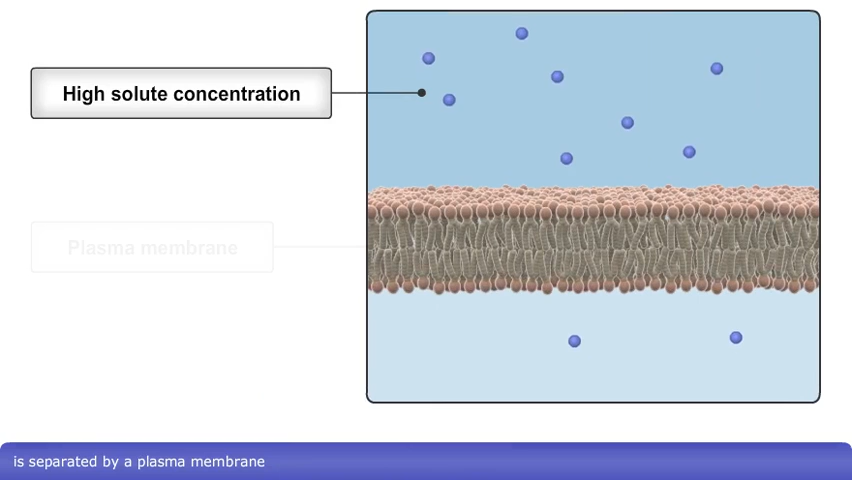 High solute concentration
Plasma membrane
is separated by a plasma membrane